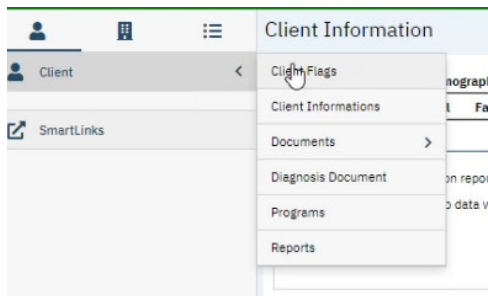 Client Information
Client
SmartLinks
Client Flags
Client Informations
Documents
Diagnosis Document
Programs
Reports